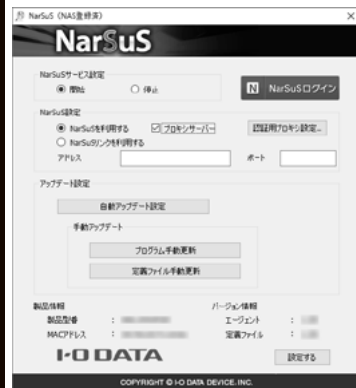 NarSuS（NAS登録済）
NarSuS
NarSuSサービス設定
開始 停止
N NarSuSログイン
NarSuS設定
NarSuSを利用する プロキシサーバー 認証用プロキシ設定...
NarSuSリンクを利用する
アドレス ポート
アップデート設定
自動アップデート設定
手動アップデート
プログラム手動更新
定義ファイル手動更新
製品情報 バージョン情報
製品型番 : エージェント :
MACアドレス : 定義ファイル :
I-O DATA 設定する
COPYRIGHT © I-O DATA DEVICE, INC.